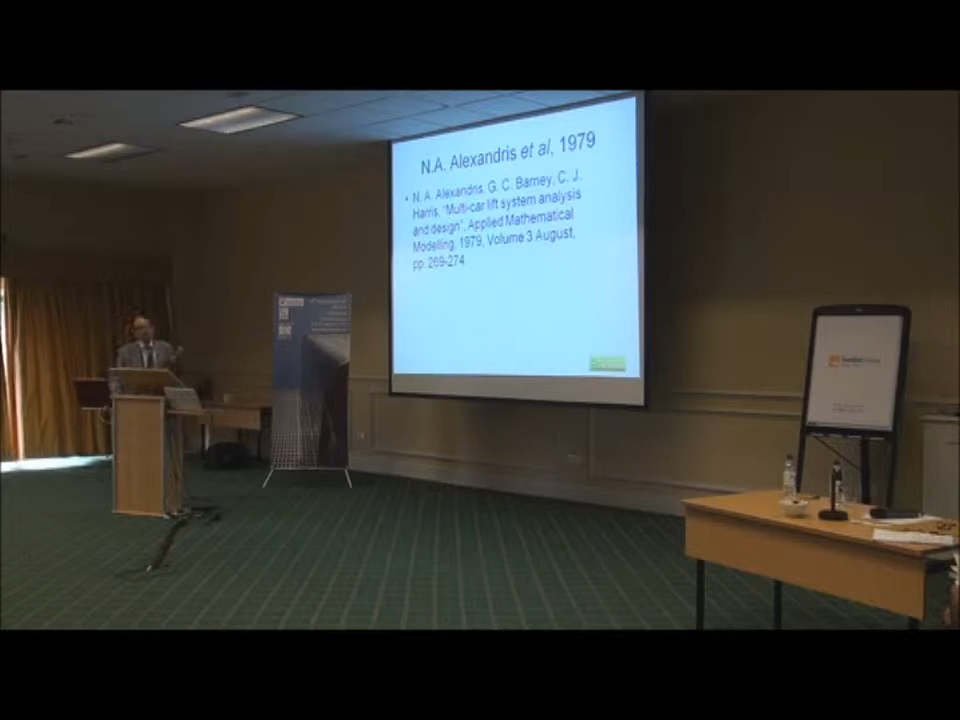 N.A. Alexandris et al, 1979
• N. A. Alexandris, G. C. Barney, C. J.
Harris, "Multi-car lift system analysis
and design", Applied Mathematical
Modelling, 1979, Volume 3 August,
pp. 269-274.